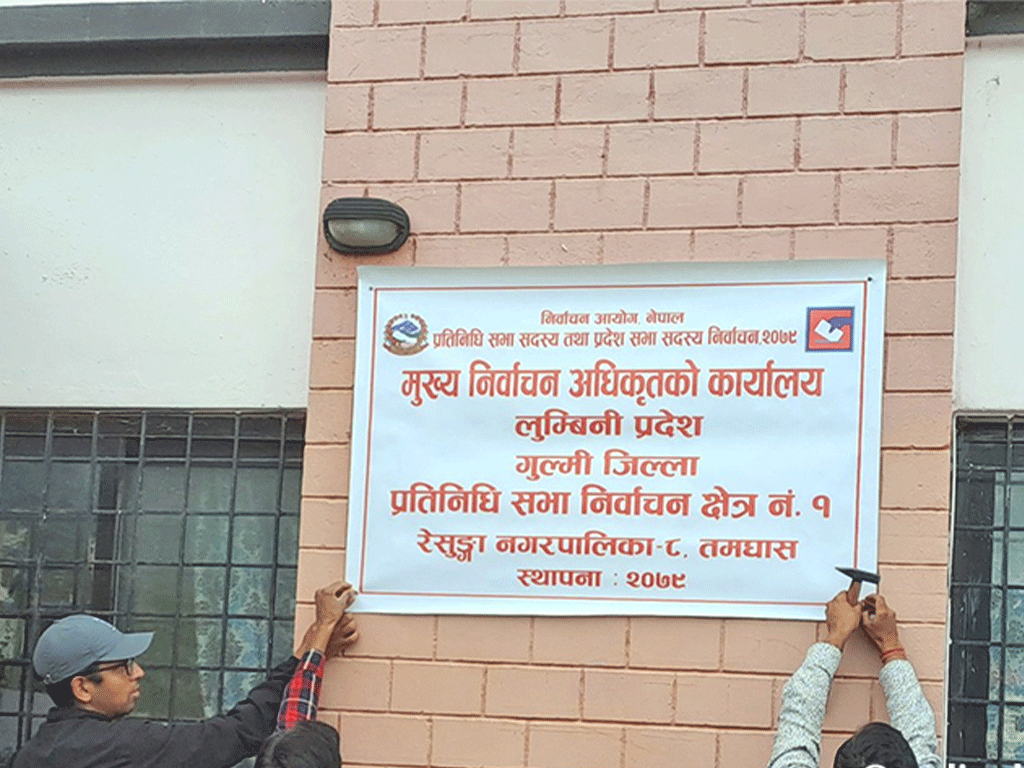 निर्वाचन आयोग, नेपाल
प्रतिनिधि सभा सदस्य तथा प्रदेश सभा सदस्य निर्वाचन,२०७९
मुख्य निर्वाचन अधिकृतको कार्यालय
लुम्बिनी प्रदेश
गुल्मी जिल्ला
प्रतिनिधि सभा निर्वाचन क्षेत्र नं. १
रेसुङ्गा नगरपालिका-८, तमघास
स्थापना : २०७९